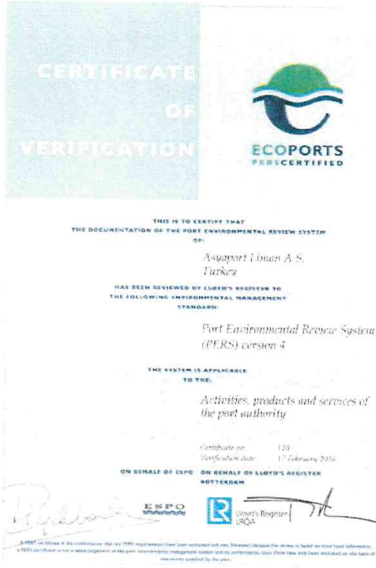 CERTIFICATE
OF
VERIFICATION
ECOPORTS
PERS CERTIFIED
THIS IS TO CERTIFY THAT
THE DOCUMENTATION OF THE PORT ENVIRONMENTAL REVIEW SYSTEM
OF:
Asyaport Liman A.S.
Turkey
HAS BEEN REVIEWED BY LLOYD'S REGISTER TO
THE FOLLOWING ENVIRONMENTAL MANAGEMENT
STANDARD:
Port Environmental Review System
(PERS) version 4
THE SYSTEM IS APPLICABLE
TO THE:
Activities, products and services of
the port authority
Certificate no: 120
Verification date: 17 February 2016
ON BEHALF OF ESPO ON BEHALF OF LLOYD'S REGISTER
ROTTERDAM
ESPO
LR
Lloyd's Register
LRQA